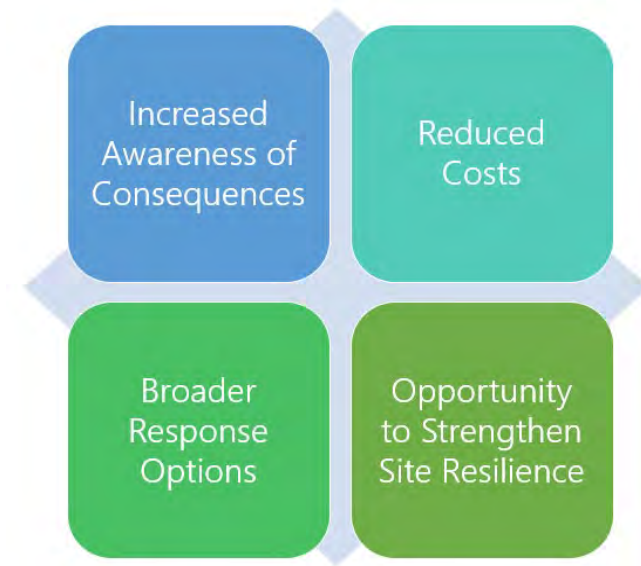 Increased
Awareness of
Consequences
Reduced
Costs
Broader
Response
Options
Opportunity
to Strengthen
Site Resilience